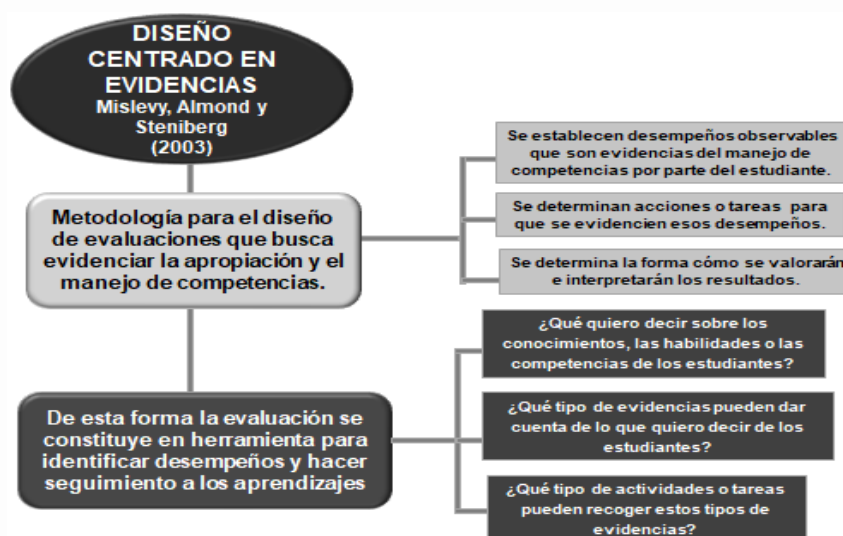 DISEÑO
CENTRADO EN
EVIDENCIAS
Mislevy, Almond y
Steniberg
(2003)
Metodología para el diseño
de evaluaciones que busca
evidenciar la apropiación y el
manejo de competencias.
Se establecen desempeños observables
que son evidencias del manejo de
competencias por parte del estudiante.
Se determinan acciones o tareas para
que se evidencien esos desempeños.
Se determina la forma cómo se valorarán
e interpretarán los resultados.
De esta forma la evaluación se
constituye en herramienta para
identificar desempeños y hacer
seguimiento a los aprendizajes
¿Qué quiero decir sobre los
conocimientos, las habilidades o las
competencias de los estudiantes?
¿Qué tipo de evidencias pueden dar
cuenta de lo que quiero decir de los
estudiantes?
¿Qué tipo de actividades o tareas
pueden recoger estos tipos de
evidencias?